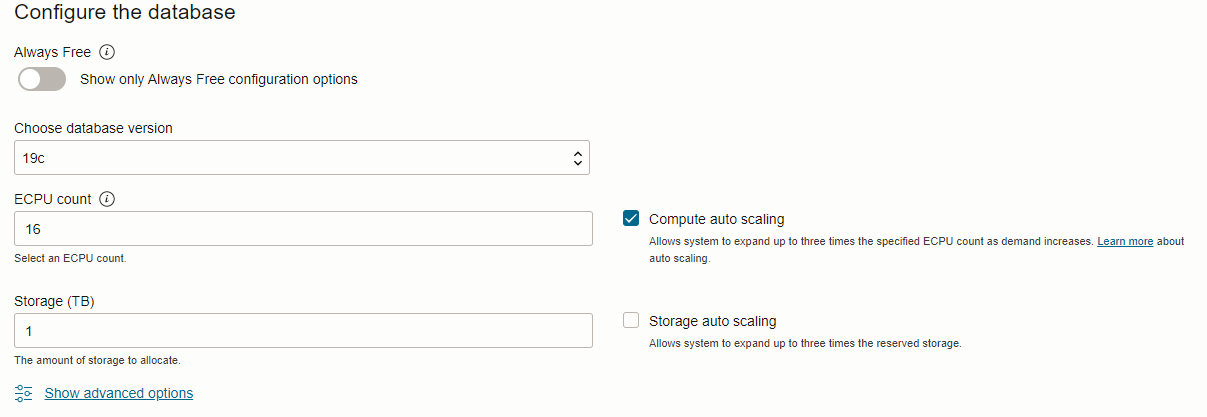 Configure the database
Always Free
Show only Always Free configuration options
Choose database version
19c
ECPU count
16
Select an ECPU count.
Compute auto scaling
Allows system to expand up to three times the specified ECPU count as demand increases. Learn more about
auto scaling.
Storage (TB)
1
The amount of storage to allocate.
Storage auto scaling
Allows system to expand up to three times the reserved storage.
Show advanced options